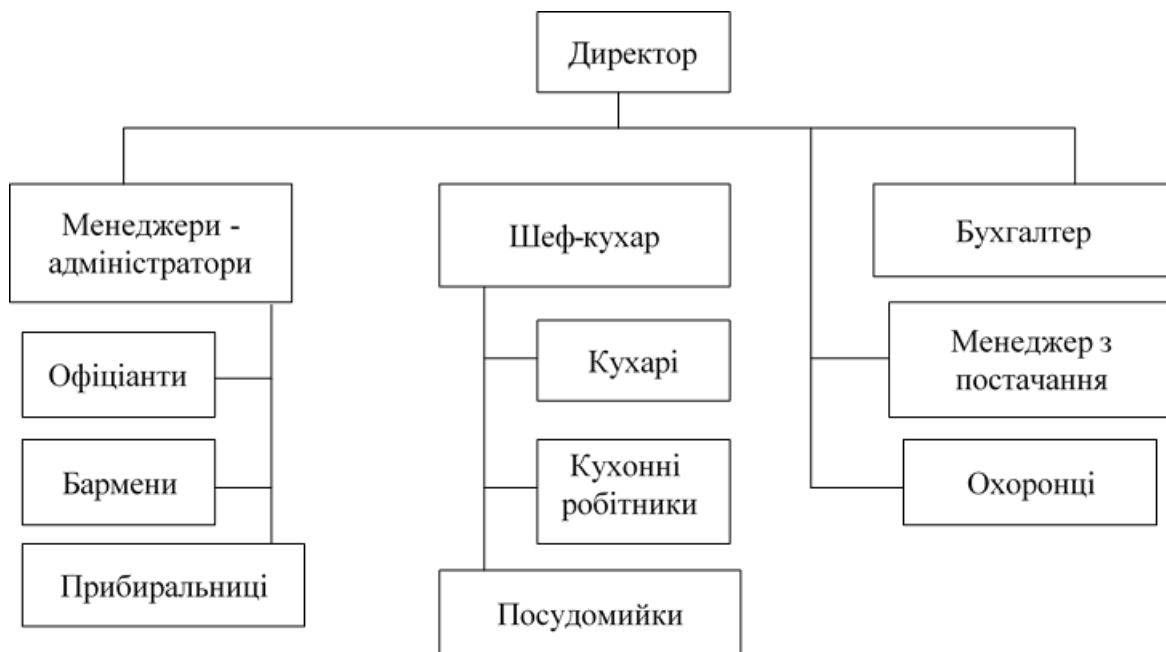 Директор
Менеджери -
адміністратори
Шеф-кухар
Бухгалтер
Офіціанти
Кухарі
Менеджер з
постачання
Бармени
Кухонні
робітники
Охоронці
Прибиральниці
Посудомийки